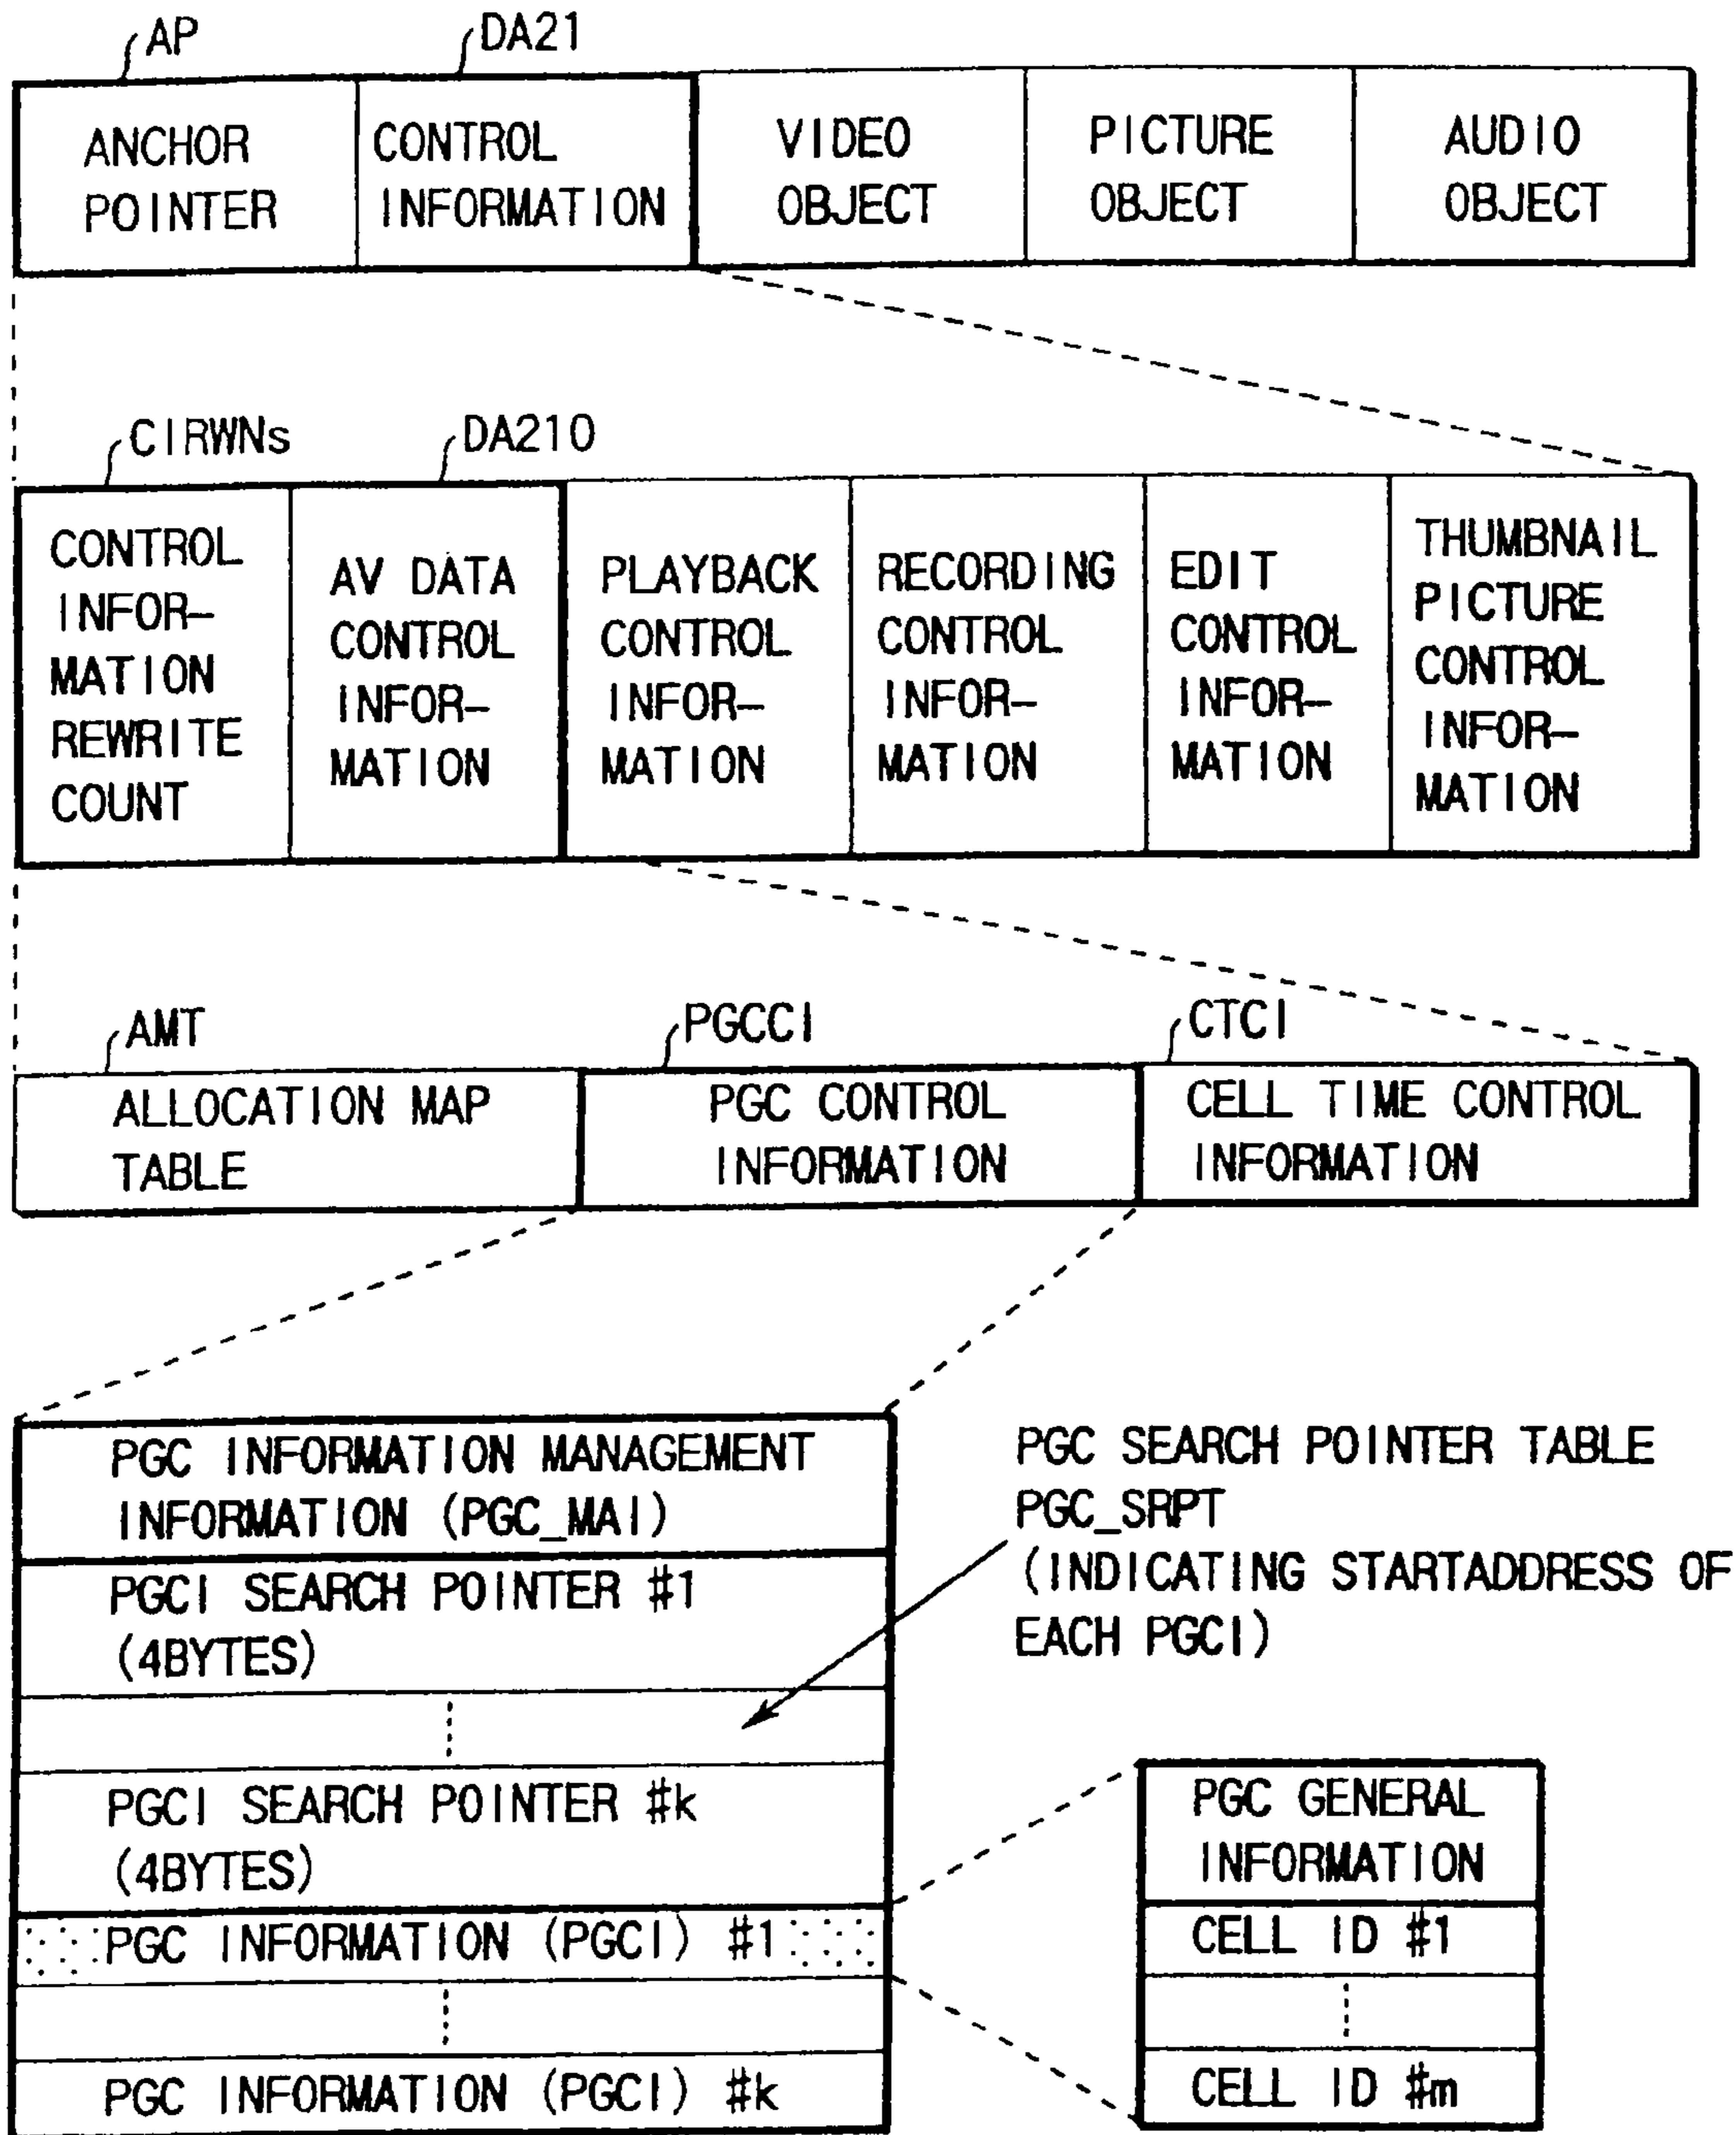 AP
DA21
ANCHOR
POINTER
CONTROL
INFORMATION
VIDEO
OBJECT
PICTURE
OBJECT
AUDIO
OBJECT
CIRWNs
DA210
CONTROL
INFOR-
MATION
REWRITE
COUNT
AV DATA
CONTROL
INFOR-
MATION
PLAYBACK
CONTROL
INFOR-
MATION
RECORDING
CONTROL
INFOR-
MATION
EDIT
CONTROL
INFOR-
MATION
THUMBNAIL
PICTURE
CONTROL
INFOR-
MATION
AMT
PGCCI
CTCI
ALLOCATION MAP
TABLE
PGC CONTROL
INFORMATION
CELL TIME CONTROL
INFORMATION
PGC INFORMATION MANAGEMENT
INFORMATION (PGC_MAI)
PGCI SEARCH POINTER #1
(4BYTES)
PGCI SEARCH POINTER #k
(4BYTES)
PGC INFORMATION (PGCI) #1
PGC INFORMATION (PGCI) #k
PGC SEARCH POINTER TABLE
PGC_SRPT
(INDICATING STARTADDRESS OF
EACH PGCI)
PGC GENERAL
INFORMATION
CELL ID #1
CELL ID #m